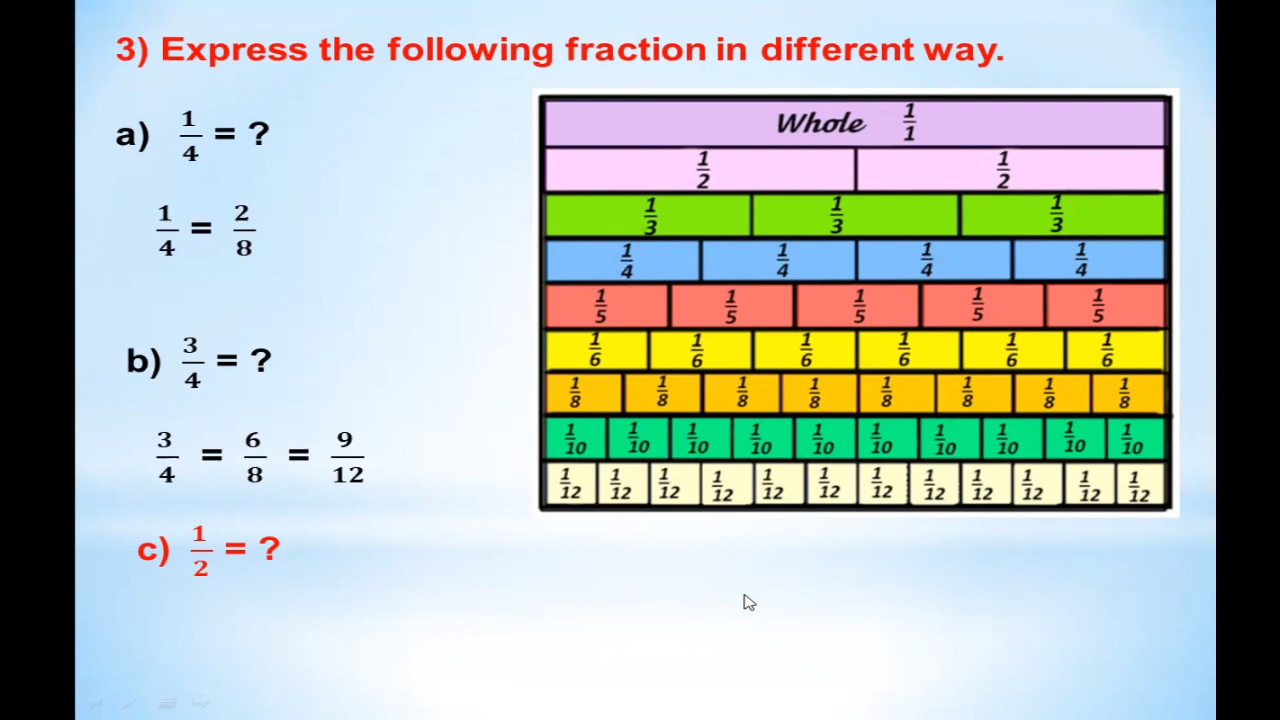 3) Express the following fraction in different way.
a) 1/4 = ?
1/4 = 2/8
b) 3/4 = ?
3/4 = 6/8 = 9/12
c) 1/2 = ?
Whole 1/1
1/2 1/2
1/3 1/3 1/3
1/4 1/4 1/4 1/4
1/5 1/5 1/5 1/5 1/5
1/6 1/6 1/6 1/6 1/6 1/6
1/8 1/8 1/8 1/8 1/8 1/8 1/8 1/8
1/10 1/10 1/10 1/10 1/10 1/10 1/10 1/10 1/10 1/10
1/12 1/12 1/12 1/12 1/12 1/12 1/12 1/12 1/12 1/12 1/12 1/12